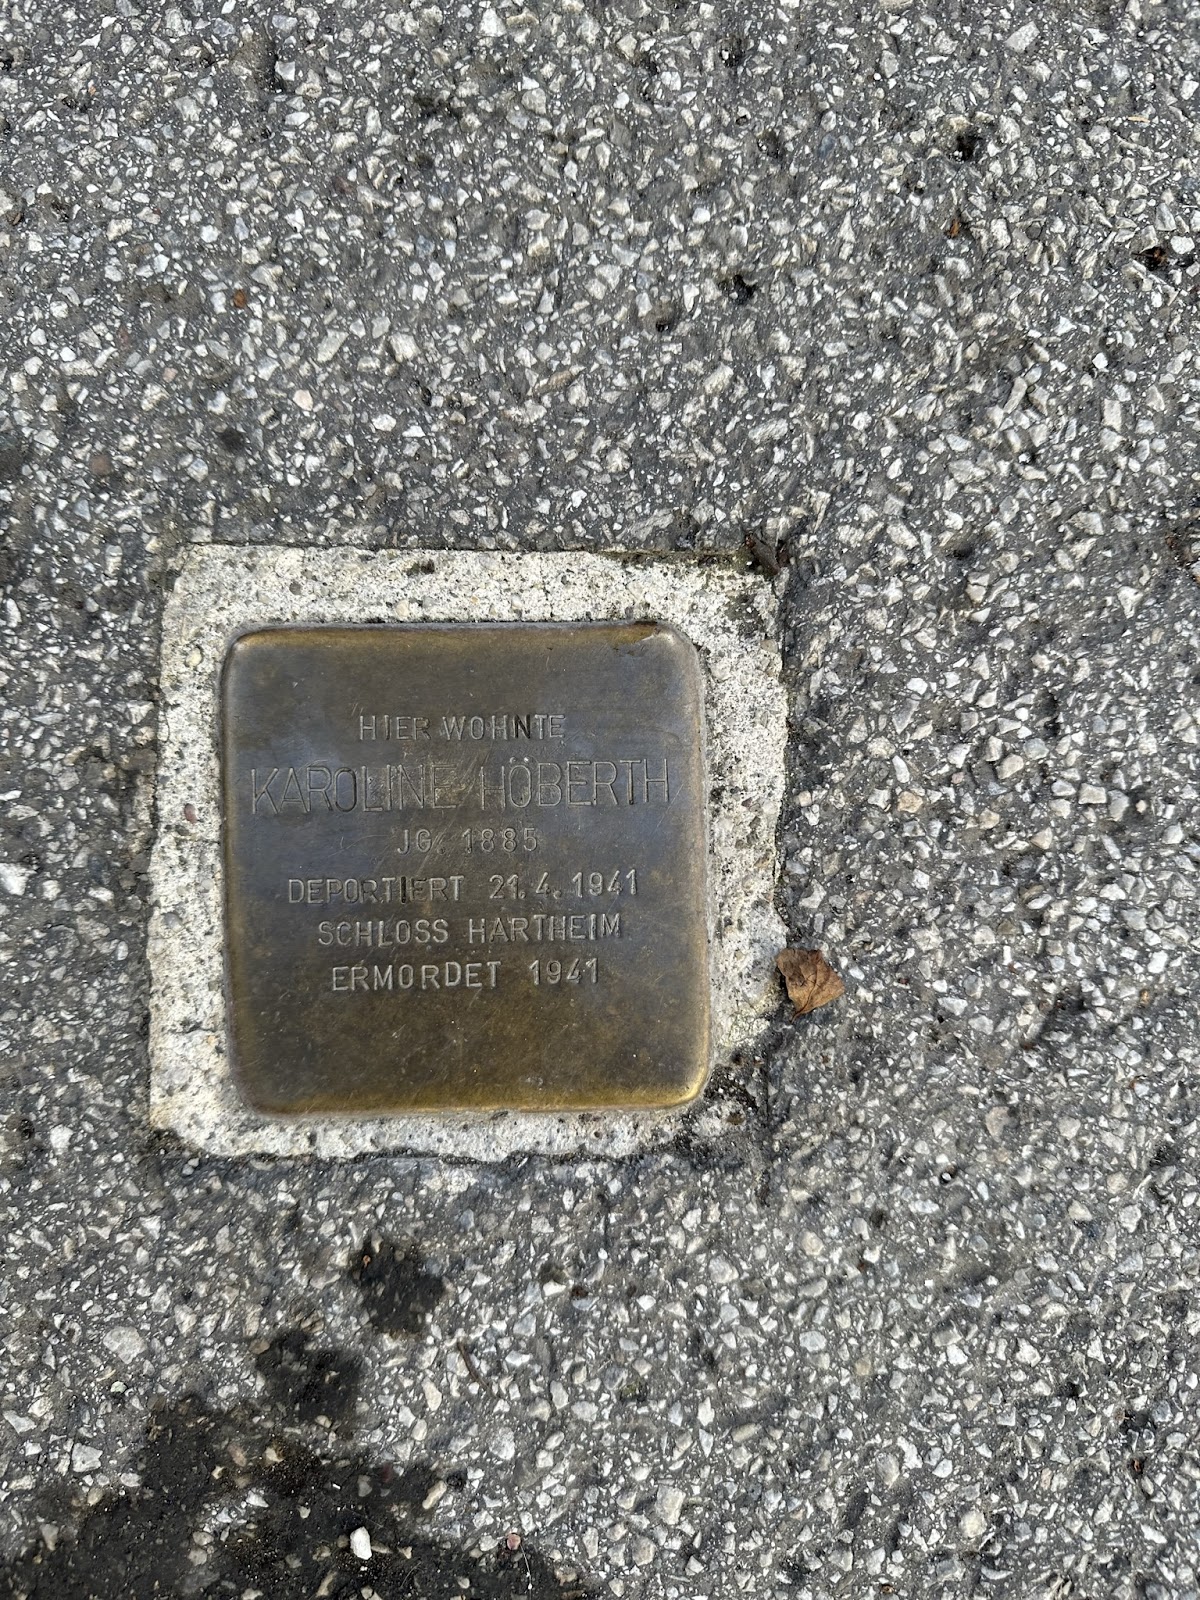 HIER WOHNTE
KAROLINE HÖBERTH
JG. 1885
DEPORTIERT 21.4.1941
SCHLOSS HARTHEIM
ERMORDET 1941